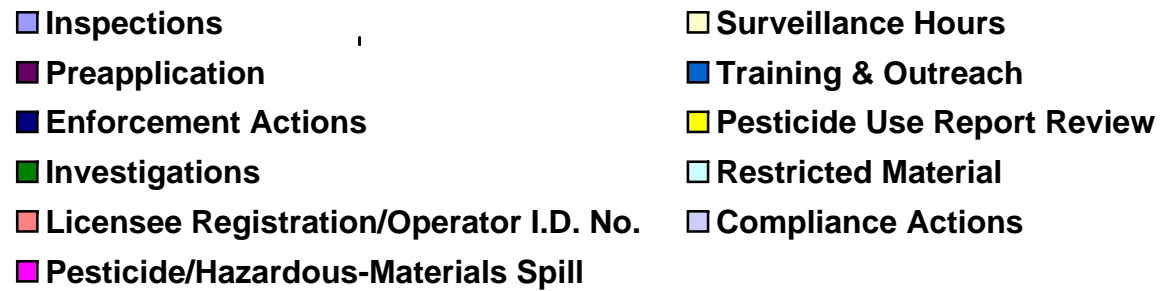 Inspections
Preapplication
Enforcement Actions
Investigations
Licensee Registration/Operator I.D. No.
Pesticide/Hazardous-Materials Spill
Surveillance Hours
Training & Outreach
Pesticide Use Report Review
Restricted Material
Compliance Actions